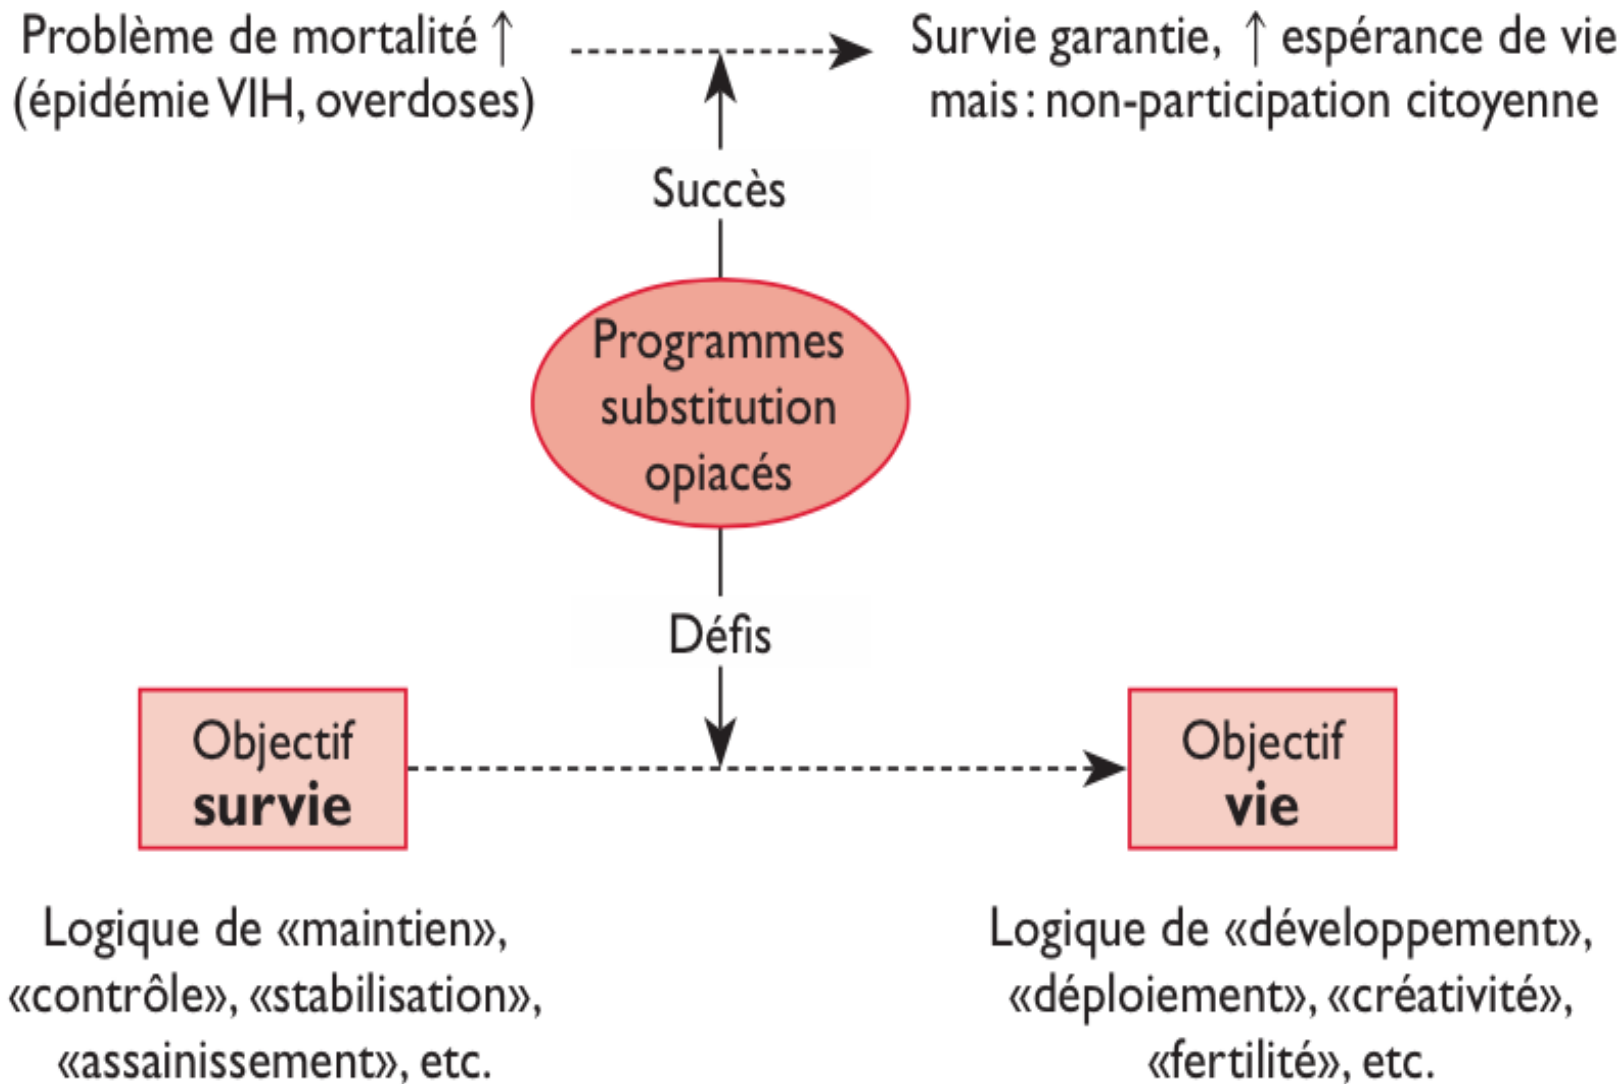 Problème de mortalité ↑
(épidémie VIH, overdoses)
Survie garantie, ↑ espérance de vie
mais : non-participation citoyenne
Succès
Programmes
substitution
opiacés
Défis
Objectif
survie
Objectif
vie
Logique de «maintien»,
«contrôle», «stabilisation»,
«assainissement», etc.
Logique de «développement»,
«déploiement», «créativité»,
«fertilité», etc.